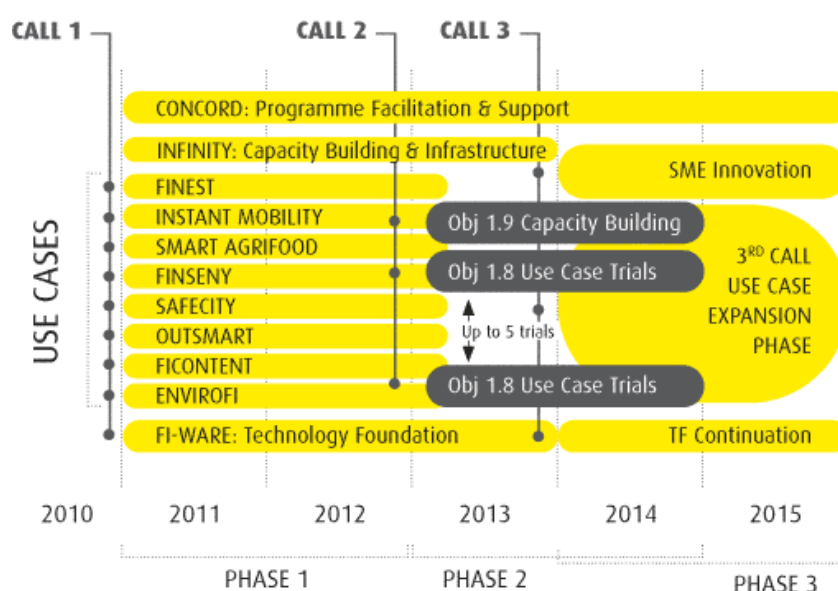 CALL 1
CALL 2
CALL 3
CONCORD: Programme Facilitation & Support
INFINITY: Capacity Building & Infrastructure
SME Innovation
USE CASES
FINEST
INSTANT MOBILITY
SMART AGRIFOOD
FINSENY
SAFECITY
OUTSMART
FICONTENT
ENVIROFI
Obj 1.9 Capacity Building
Obj 1.8 Use Case Trials
Up to 5 trials
Obj 1.8 Use Case Trials
3RD CALL
USE CASE
EXPANSION
PHASE
FI-WARE: Technology Foundation
TF Continuation
2010 2011 2012 2013 2014 2015
PHASE 1 PHASE 2 PHASE 3